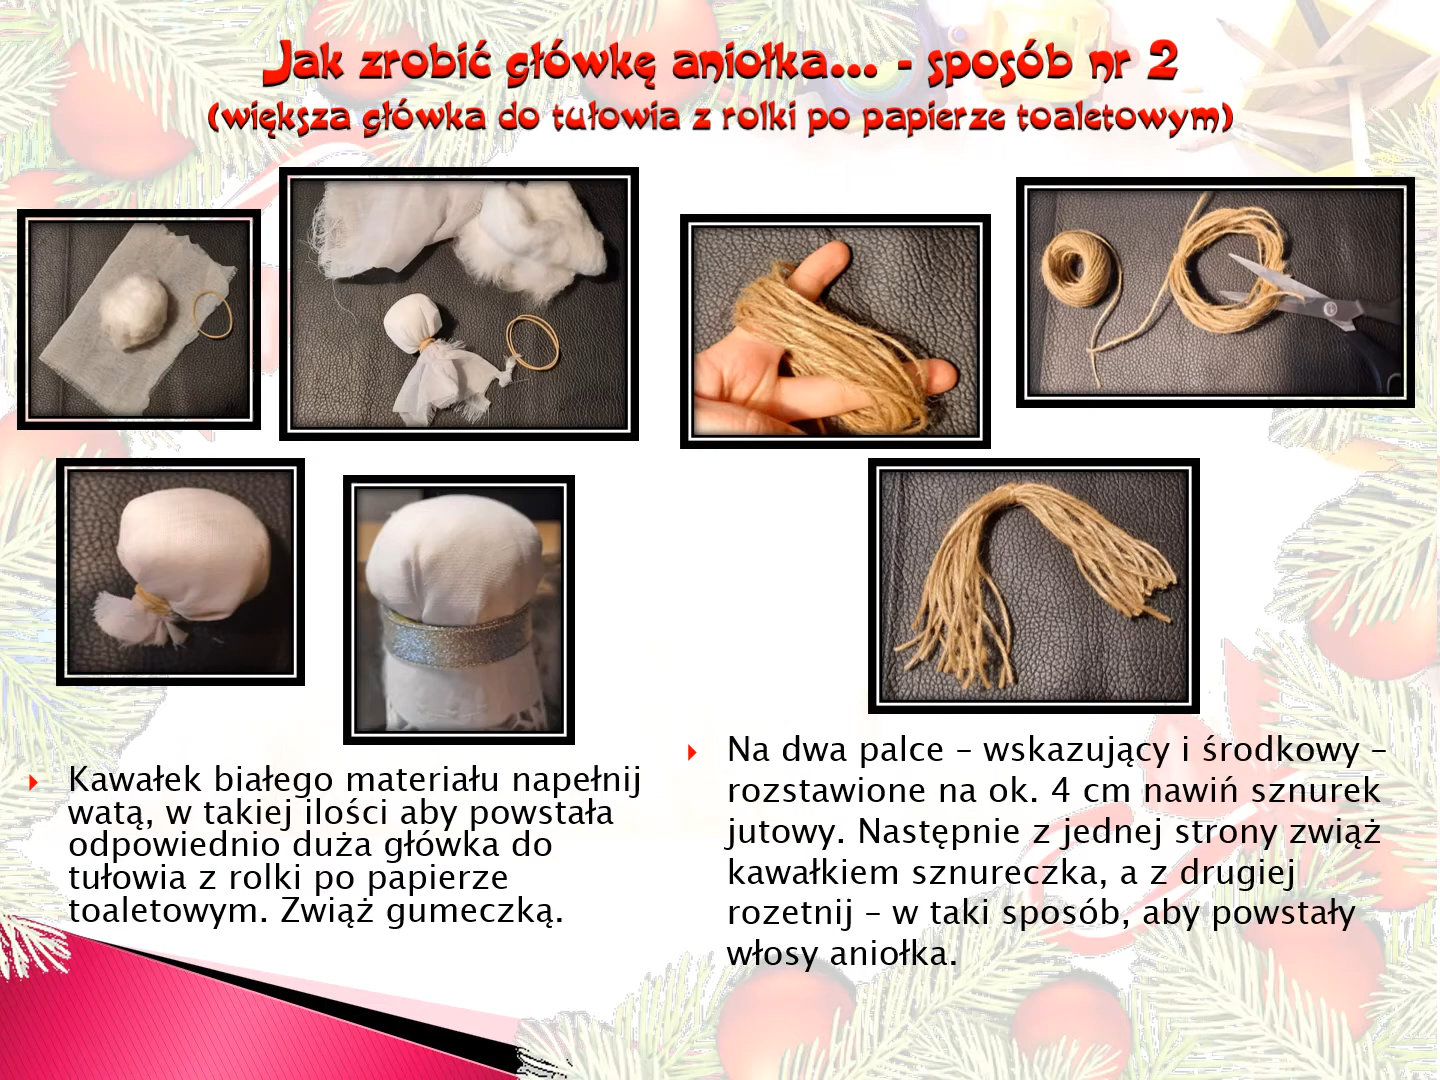 Jak zrobić główkę aniołka... - sposób nr 2
(większa główka do tułowia z rolki po papierze toaletowym)
Kawałek białego materiału napełnij
watą, w takiej ilości aby powstała
odpowiednio duża główka do
tułowia z rolki po papierze
toaletowym. Zwiąż gumeczką.
Na dwa palce – wskazujący i środkowy –
rozstawione na ok. 4 cm nawiń sznurek
jutowy. Następnie z jednej strony zwiąż
kawałkiem sznureczka, a z drugiej
rozetnij – w taki sposób, aby powstały
włosy aniołka.